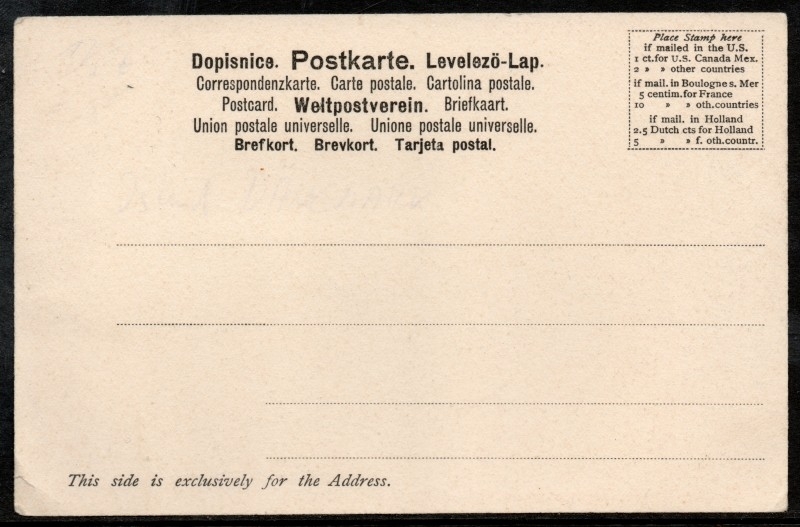 Dopisnice. Postkarte. Levelezö-Lap.
Correspondenzkarte. Carte postale. Cartolina postale.
Postcard. Weltpostverein. Briefkaart.
Union postale universelle. Unione postale universelle.
Brefkort. Brevkort. Tarjeta postal.
Place Stamp here
if mailed in the U.S.
1 ct. for U.S. Canada Mex.
2 » » other countries
if mail. in Boulogne s. Mer
5 centim. for France
10 » » oth. countries
if mail. in Holland
2.5 Dutch cts for Holland
5 » » f. oth. countr.
This side is exclusively for the Address.